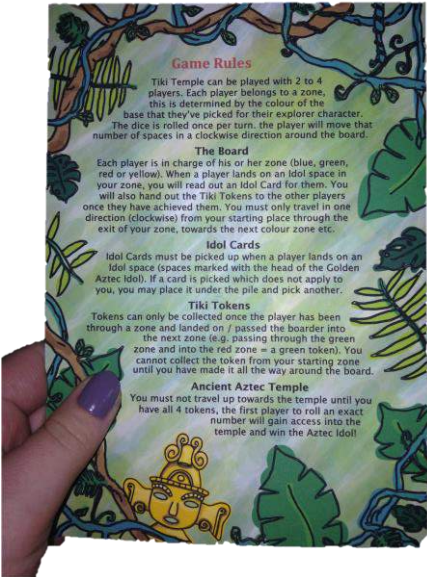 Game Rules
Tiki Temple can be played with 2 to 4
players. Each player belongs to a zone,
this is determined by the colour of the
base that they've picked for their explorer character.
The dice is rolled once per turn. the player will move that
number of spaces in a clockwise direction around the board.
The Board
Each player is in charge of his or her zone (blue, green,
red or yellow). When a player lands on an Idol space in
your zone, you will read out an Idol Card for them. You
will also hand out the Tiki Tokens to the other players
once they have achieved them. You must only travel in one
direction (clockwise) from your starting place through the
exit of your zone, towards the next colour zone etc.
Idol Cards
Idol Cards must be picked up when a player lands on an
Idol space (spaces marked with the head of the Golden
Aztec Idol). If a card is picked which does not apply to
you, you may place it under the pile and pick another.
Tiki Tokens
Tokens can only be collected once the player has been
through a zone and landed on / passed the boarder into
the next zone (e.g. passing through the green
zone and into the red zone = a green token). You
cannot collect the token from your starting zone
until you have made it all the way around the board.
Ancient Aztec Temple
You must not travel up towards the temple until you
have all 4 tokens, the first player to roll an exact
number will gain access into the
temple and win the Aztec Idol!